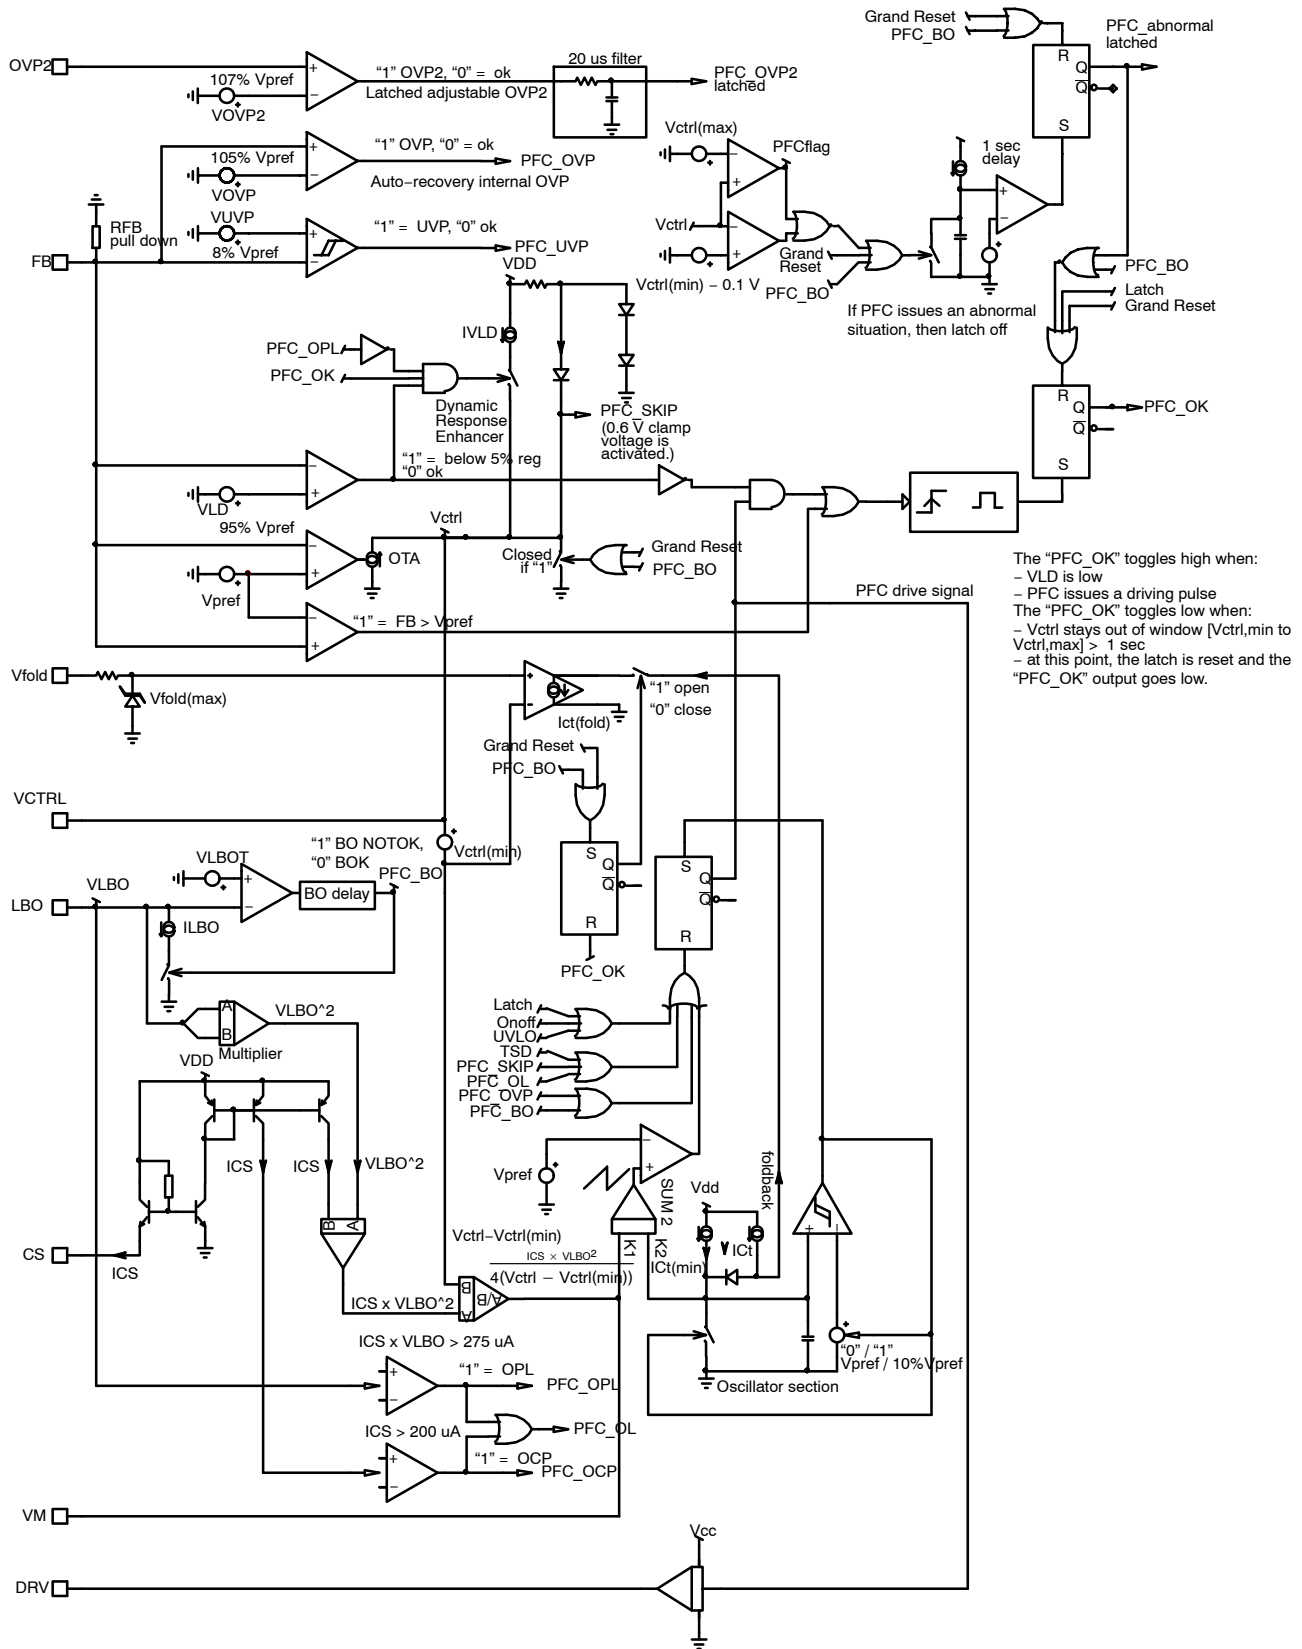 Grand Reset
PFC_BO
PFC_abnormal
latched
R
Q
Q
S
OVP2
107% Vpref
VOVP2
+
−
“1” OVP2, “0” = ok
Latched adjustable OVP2
20 us filter
PFC_OVP2
latched
105% Vpref
VOVP
+
−
“1” OVP, “0” = ok
PFC_OVP
Auto−recovery internal OVP
Vctrl(max)
PFCflag
−
+
Vctrl
+
−
Vctrl(min) − 0.1 V
Grand
Reset
PFC_BO
1 sec
delay
+
−
If PFC issues an abnormal
situation, then latch off
PFC_BO
Latch
Grand Reset
RFB
pull down
FB
VUVP
8% Vpref
+
−
“1” = UVP, “0” ok
PFC_UVP
VDD
IVLD
PFC_OPL
PFC_OK
Dynamic
Response
Enhancer
PFC_SKIP
(0.6 V clamp
voltage is
activated.)
R
Q
Q
S
PFC_OK
“1” = below 5% reg
“0” ok
−
+
VLD
95% Vpref
Vctrl
−
+
OTA
Vpref
Closed
if “1”
Grand Reset
PFC_BO
−
+
“1” = FB > Vpref
PFC drive signal
The “PFC_OK” toggles high when:
− VLD is low
− PFC issues a driving pulse
The “PFC_OK” toggles low when:
− Vctrl stays out of window [Vctrl,min to
Vctrl,max] > 1 sec
− at this point, the latch is reset and the
“PFC_OK” output goes low.
Vfold
Vfold(max)
+
−
Ict(fold)
“1” open
“0” close
Grand Reset
PFC_BO
S
Q
Q
R
PFC_OK
VCTRL
Vctrl(min)
S
Q
Q
R
“1” BO NOTOK,
“0” BOK
VLBOT
+
−
BO delay
PFC_BO
VLBO
LBO
ILBO
A
B
Multiplier
VLBO^2
VDD
Latch
Onoff
UVLO
TSD
PFC_SKIP
PFC_OL
PFC_OVP
PFC_BO
ICS
ICS
VLBO^2
B
A
CS
ICS
Vpref
−
+
SUM 2
K1
K2
Vdd
foldback
ICt
ICt(min)
+
−
Vctrl−Vctrl(min)
ICS × VLBO²
4(Vctrl − Vctrl(min))
ICS x VLBO^2
B
A
A/B
“0” / “1”
Vpref / 10%Vpref
Oscillator section
ICS x VLBO > 275 uA
+
−
“1” = OPL
PFC_OPL
PFC_OL
ICS > 200 uA
+
−
“1” = OCP
PFC_OCP
VM
Vcc
DRV